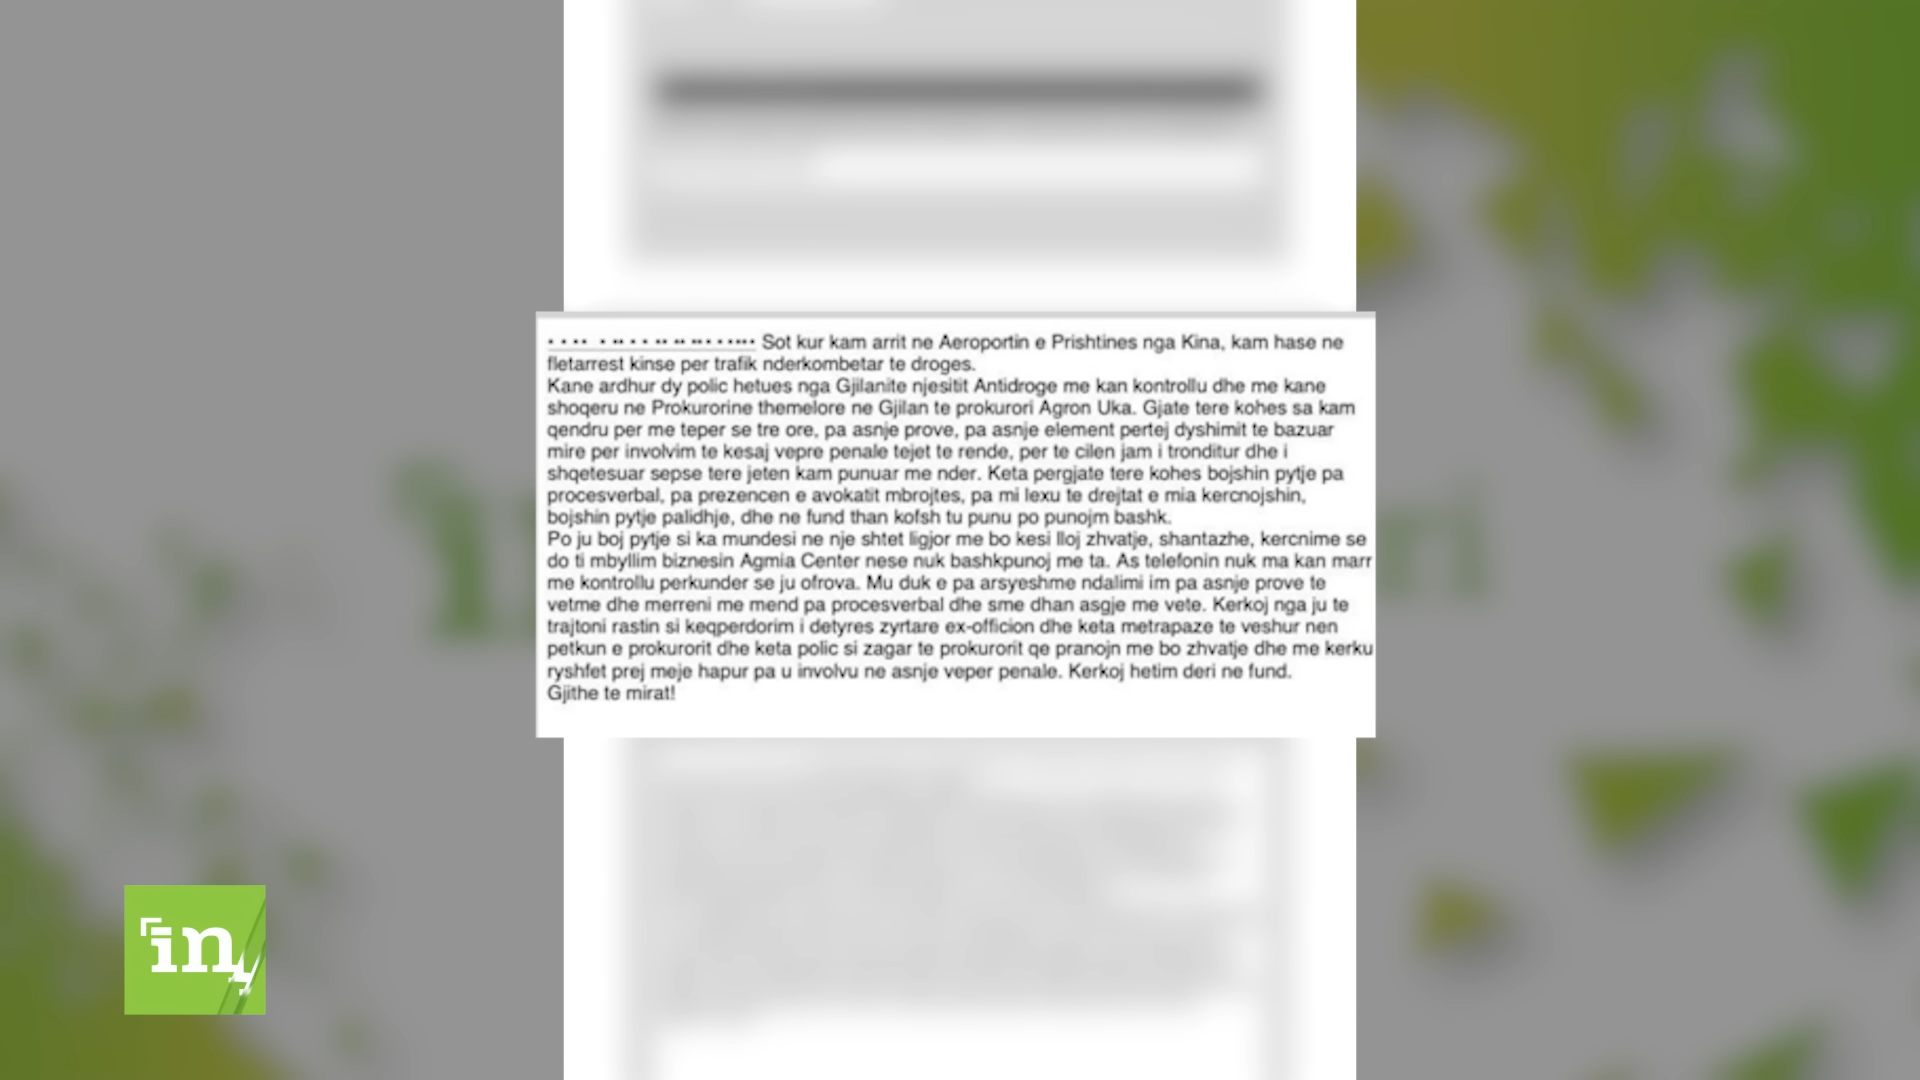 Sot kur kam arrit ne Aeroportin e Prishtines nga Kina, kam hase ne
fletarrest kinse per trafik nderkombetar te droges.
Kane ardhur dy polic hetues nga Gjilanite njesitit Antidroge me kan kontrollu dhe me kane
shoqeru ne Prokurorine themelore ne Gjilan te prokurori Agron Uka. Gjate tere kohes sa kam
qendru per me teper se tre ore, pa asnje prove, pa asnje element pertej dyshimit te bazuar
mire per involvim te kesaj vepre penale tejet te rende, per te cilen jam i tronditur dhe i
shqetesuar sepse tere jeten kam punuar me nder. Keta pergjate tere kohes bojshin pytje pa
procesverbal, pa prezencen e avokatit mbrojtes, pa mi lexu te drejtat e mia kercnojshin,
bojshin pytje palidhje, dhe ne fund than kofsh tu punu po punojm bashk.
Po ju boj pytje si ka mundesi ne nje shtet ligjor me bo kesi lloj zhvatje, shantazhe, kercnime se
do ti mbyllim biznesin Agmia Center nese nuk bashkpunoj me ta. As telefonin nuk ma kan marr
me kontrollu perkunder se ju ofrova. Mu duk e pa arsyeshme ndalimi im pa asnje prove te
vetme dhe merreni me mend pa procesverbal dhe sme dhan asgje me vete. Kerkoj nga ju te
trajtoni rastin si keqperdorim i detyres zyrtare ex-officion dhe keta metrapaze te veshur nen
petkun e prokurorit dhe keta polic si zagar te prokurorit qe pranojn me bo zhvatje dhe me kerku
ryshfet prej meje hapur pa u involvu ne asnje veper penale. Kerkoj hetim deri ne fund.
Gjithe te mirat!
in